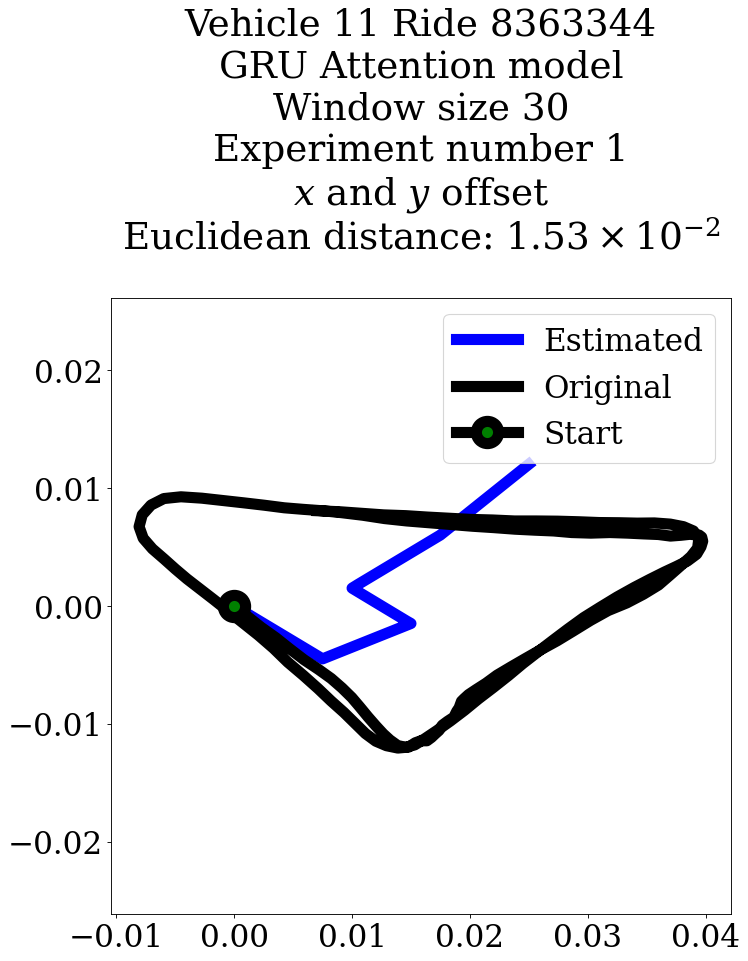 Vehicle 11 Ride 8363344
GRU Attention model
Window size 30
Experiment number 1
x and y offset
Euclidean distance: 1.53 × 10⁻²
Estimated
Original
Start
0.02
0.01
0.00
−0.01
−0.02
−0.01 0.00 0.01 0.02 0.03 0.04